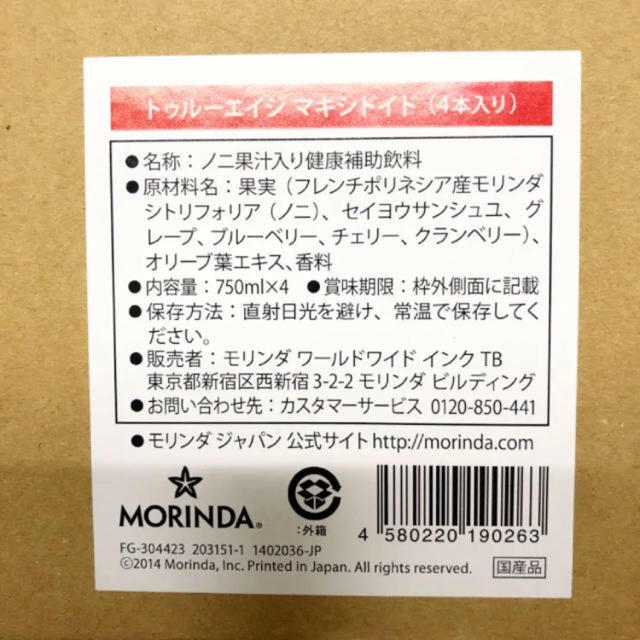 トゥルーエイジ マキシドイド（4本入り）
●名称：ノニ果汁入り健康補助飲料
●原材料名：果実（フレンチポリネシア産モリンダ
シトリフォリア（ノニ）、セイヨウサンシュユ、グ
レープ、ブルーベリー、チェリー、クランベリー）、
オリーブ葉エキス、香料
●内容量：750ml×4 ●賞味期限：枠外側面に記載
●保存方法：直射日光を避け、常温で保存してく
ださい。
●販売者：モリンダ ワールドワイド インク TB
東京都新宿区西新宿3-2-2 モリンダ ビルディング
●お問い合わせ先：カスタマーサービス 0120-850-441
●モリンダ ジャパン 公式サイト http://morinda.com
MORINDA®
：外箱
4 580220 190263
FG-304423 203151-1 1402036-JP
©2014 Morinda, Inc. Printed in Japan. All rights reserved.
国産品